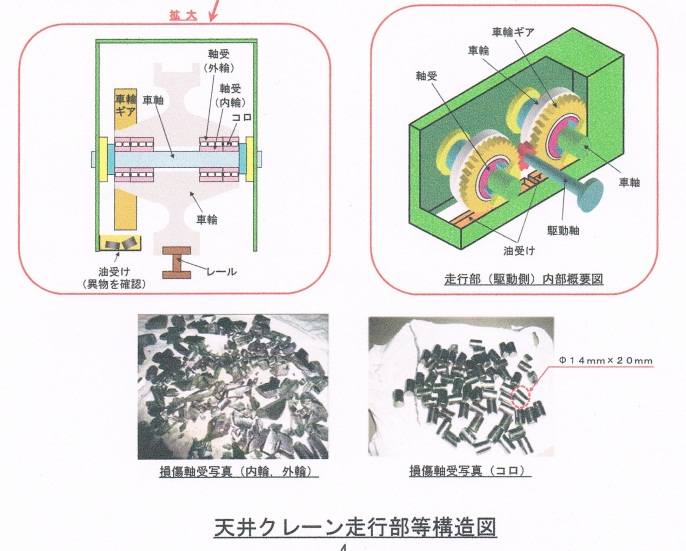 拡大
軸受
(外輪)
軸受
(内輪)
コロ
車輪
ギア
車軸
車輪
油受け
(異物を確認)
レール
車輪ギア
車輪
軸受
車軸
駆動軸
油受け
走行部（駆動側）内部概要図
Φ14mm×20mm
損傷軸受写真（内輪．外輪）
損傷軸受写真（コロ）
天井クレーン走行部等構造図
4